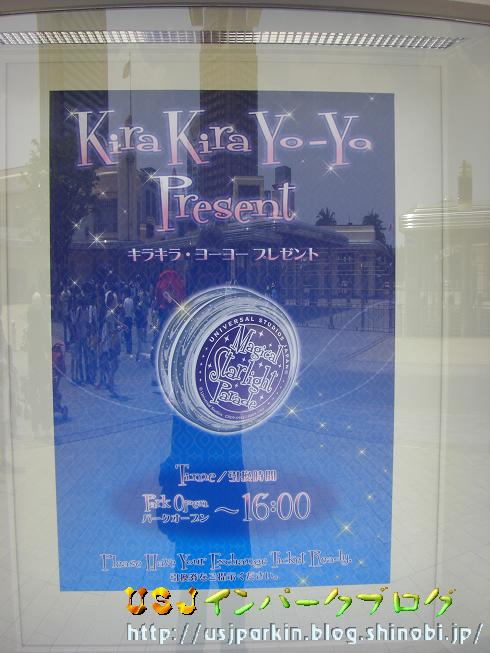 Kira Kira Yo-Yo
Present
キラキラ・ヨーヨー プレゼント
UNIVERSAL STUDIOS JAPAN
Magical
Starlight
Parade
Time/引換時間
Park Open
パークオープン
～16:00
Please Have Your Exchange Ticket Ready.
引換券をご提示ください。
USJインパークブログ
http://usjparkin.blog.shinobi.jp/